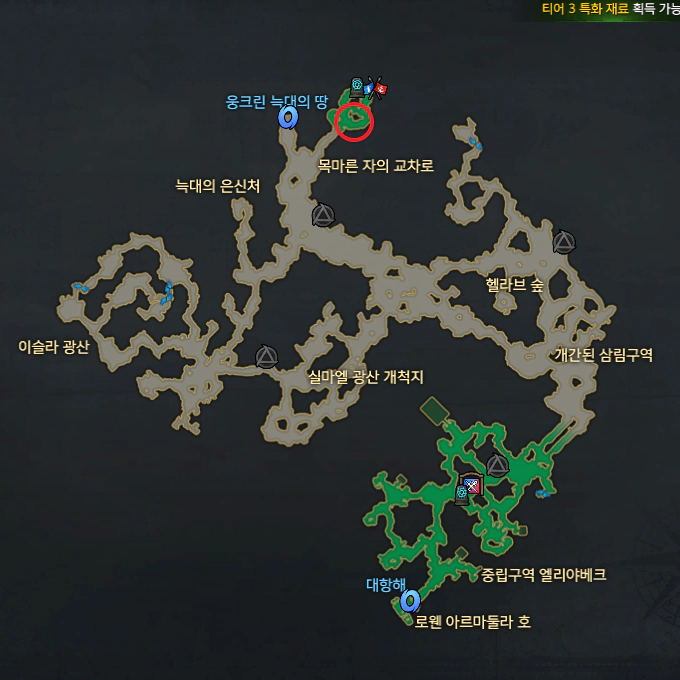 티어 3 특화 재료 획득 가능
웅크린 늑대의 땅
목마른 자의 교차로
늑대의 은신처
헬라브 숲
이슬라 광산
개간된 삼림구역
실마엘 광산 개척지
중립구역 엘리야베크
대항해
로웬 아르마둘라 호